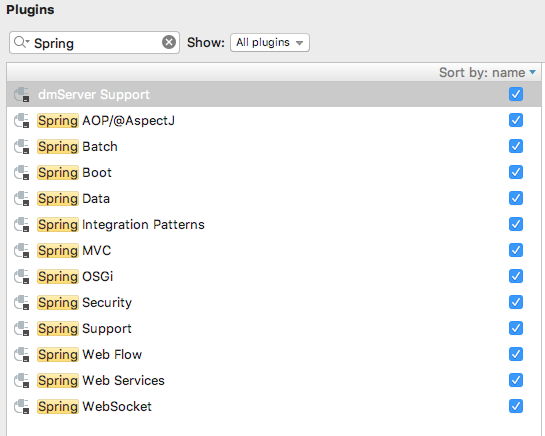 Plugins
Spring Show: All plugins
Sort by: name
dmServer Support
Spring AOP/@AspectJ
Spring Batch
Spring Boot
Spring Data
Spring Integration Patterns
Spring MVC
Spring OSGi
Spring Security
Spring Support
Spring Web Flow
Spring Web Services
Spring WebSocket